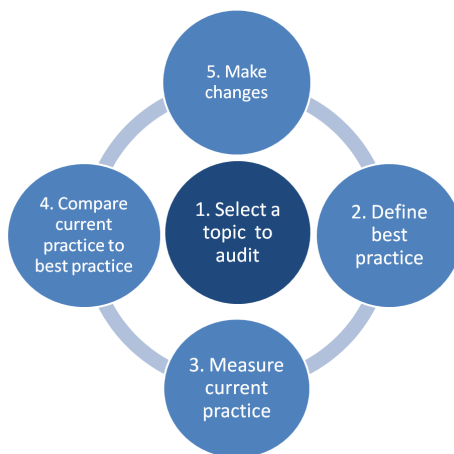 1. Select a
topic to
audit
2. Define
best
practice
3. Measure
current
practice
4. Compare
current
practice to
best practice
5. Make
changes